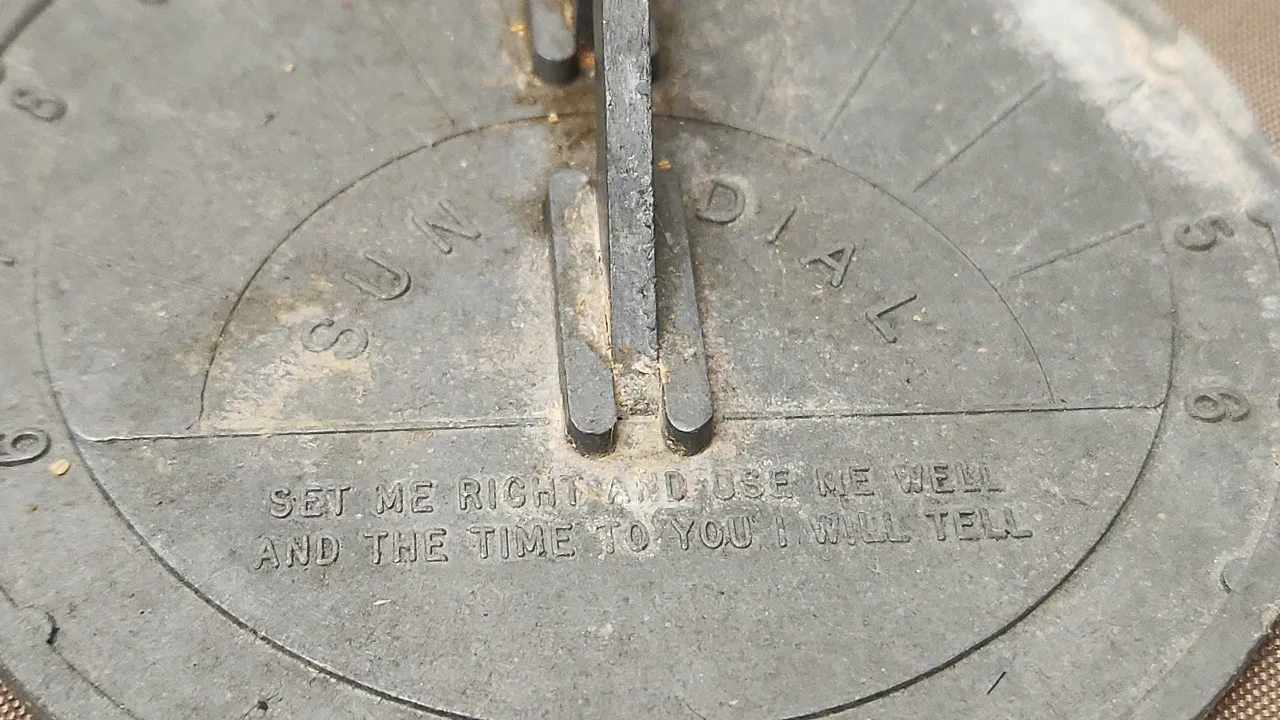 8
SUN DIAL
5
6
6
SET ME RIGHT AND USE ME WELL
AND THE TIME TO YOU I WILL TELL